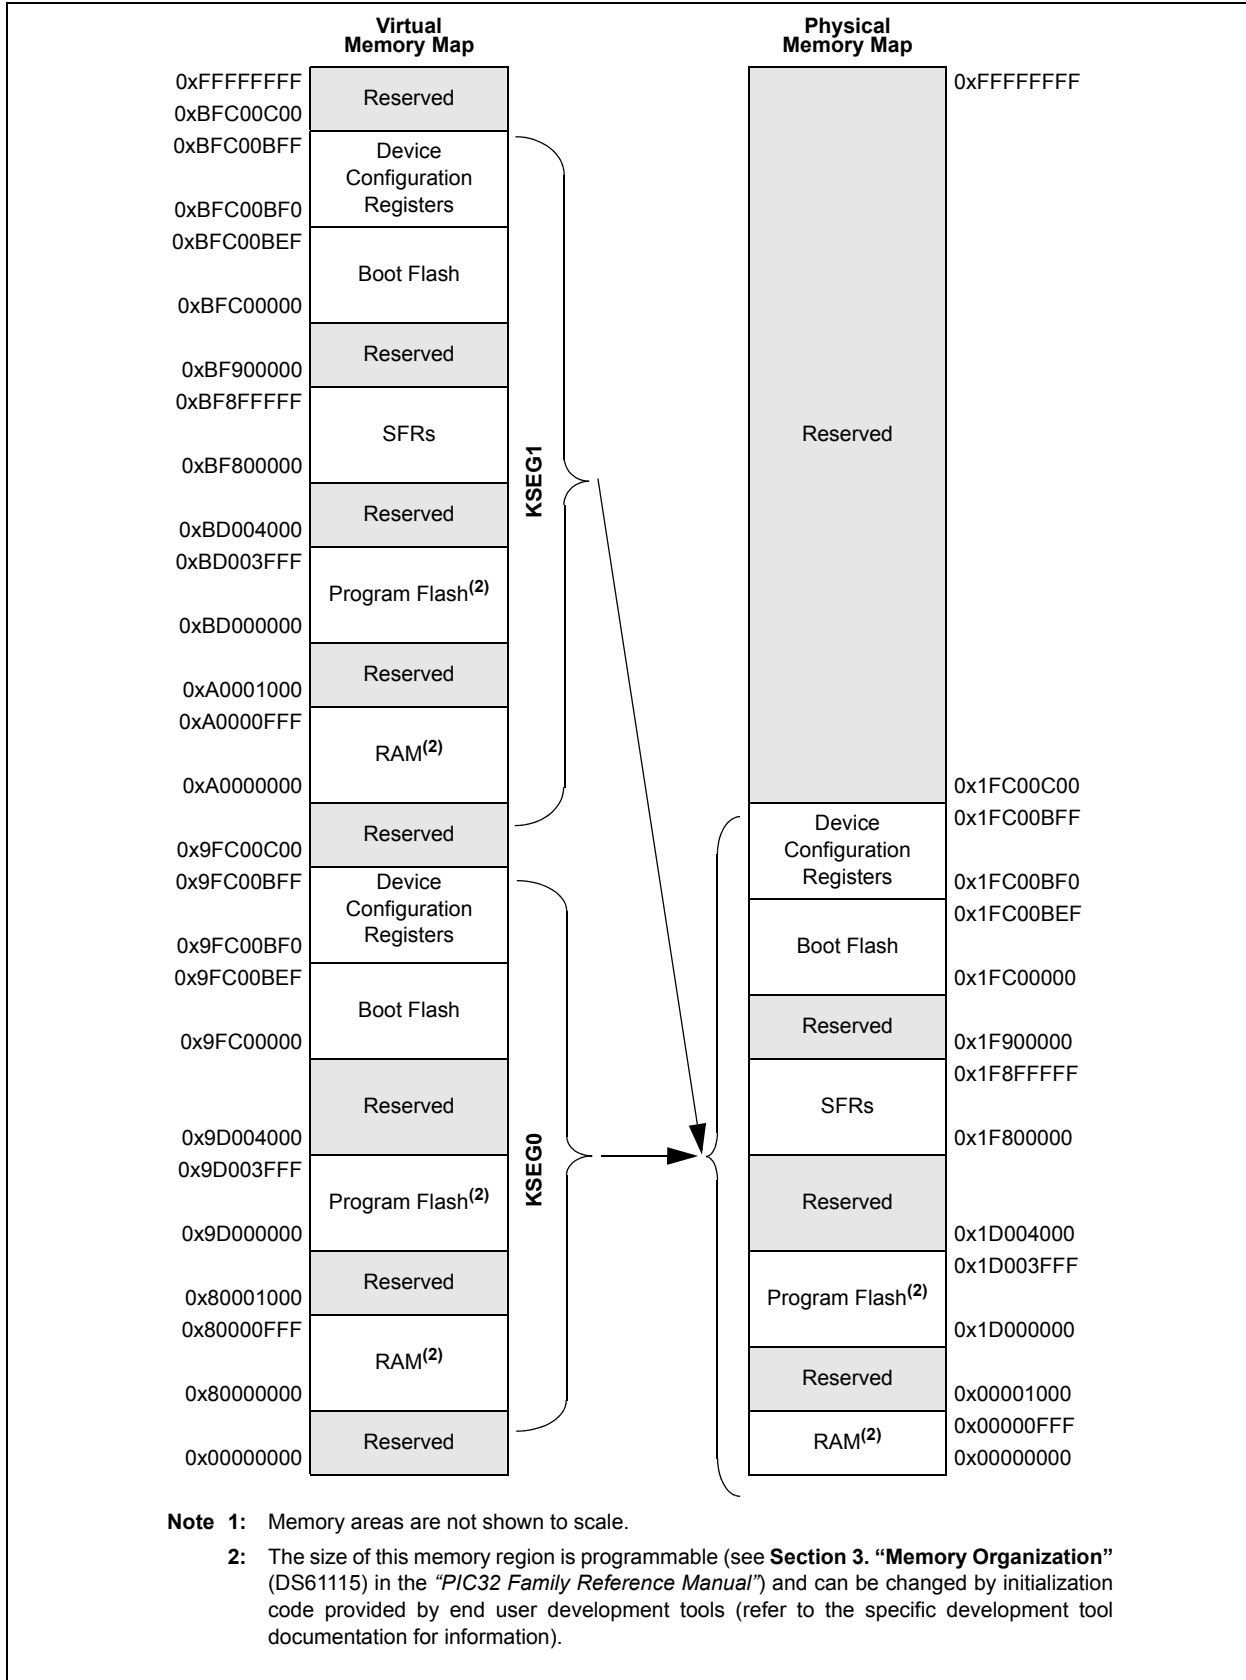 Virtual
Memory Map
0xFFFFFFFF
Reserved
0xBFC00C00
0xBFC00BFF
Device
Configuration
Registers
0xBFC00BF0
0xBFC00BEF
Boot Flash
0xBFC00000
Reserved
0xBF900000
0xBF8FFFFF
SFRs
0xBF800000
Reserved
0xBD004000
0xBD003FFF
Program Flash(2)
0xBD000000
Reserved
0xA0001000
0xA0000FFF
RAM(2)
0xA0000000
Reserved
0x9FC00C00
0x9FC00BFF
Device
Configuration
Registers
0x9FC00BF0
0x9FC00BEF
Boot Flash
0x9FC00000
Reserved
0x9D004000
0x9D003FFF
Program Flash(2)
0x9D000000
Reserved
0x80001000
0x80000FFF
RAM(2)
0x80000000
Reserved
0x00000000
KSEG1
KSEG0
Physical
Memory Map
0xFFFFFFFF
Reserved
0x1FC00C00
0x1FC00BFF
Device
Configuration
Registers
0x1FC00BF0
0x1FC00BEF
Boot Flash
0x1FC00000
Reserved
0x1F900000
0x1F8FFFFF
SFRs
0x1F800000
Reserved
0x1D004000
0x1D003FFF
Program Flash(2)
0x1D000000
Reserved
0x00001000
0x00000FFF
RAM(2)
0x00000000
Note 1: Memory areas are not shown to scale.
2: The size of this memory region is programmable (see Section 3. “Memory Organization”
(DS61115) in the “PIC32 Family Reference Manual”) and can be changed by initialization
code provided by end user development tools (refer to the specific development tool
documentation for information).